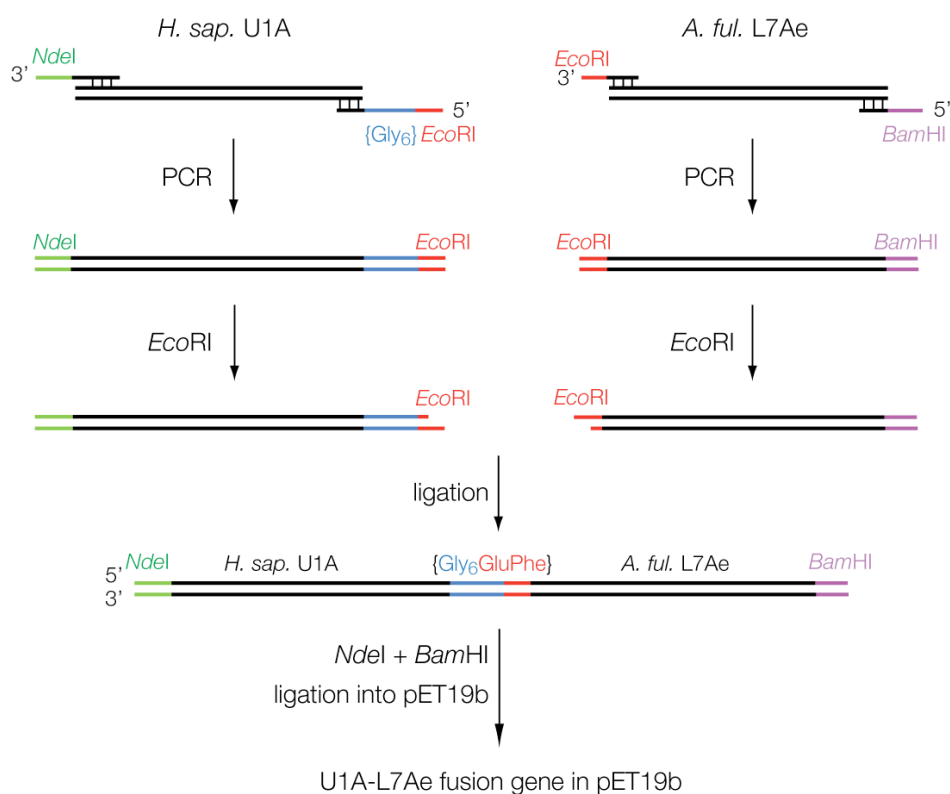 H. sap. U1A
A. ful. L7Ae
NdeI
EcoRI
3’
3’
5’
5’
{Gly6} EcoRI
BamHI
PCR
PCR
NdeI
EcoRI
EcoRI
BamHI
EcoRI
EcoRI
EcoRI
EcoRI
ligation
NdeI
H. sap. U1A
{Gly6GluPhe}
A. ful. L7Ae
BamHI
5’
3’
NdeI + BamHI
ligation into pET19b
U1A-L7Ae fusion gene in pET19b